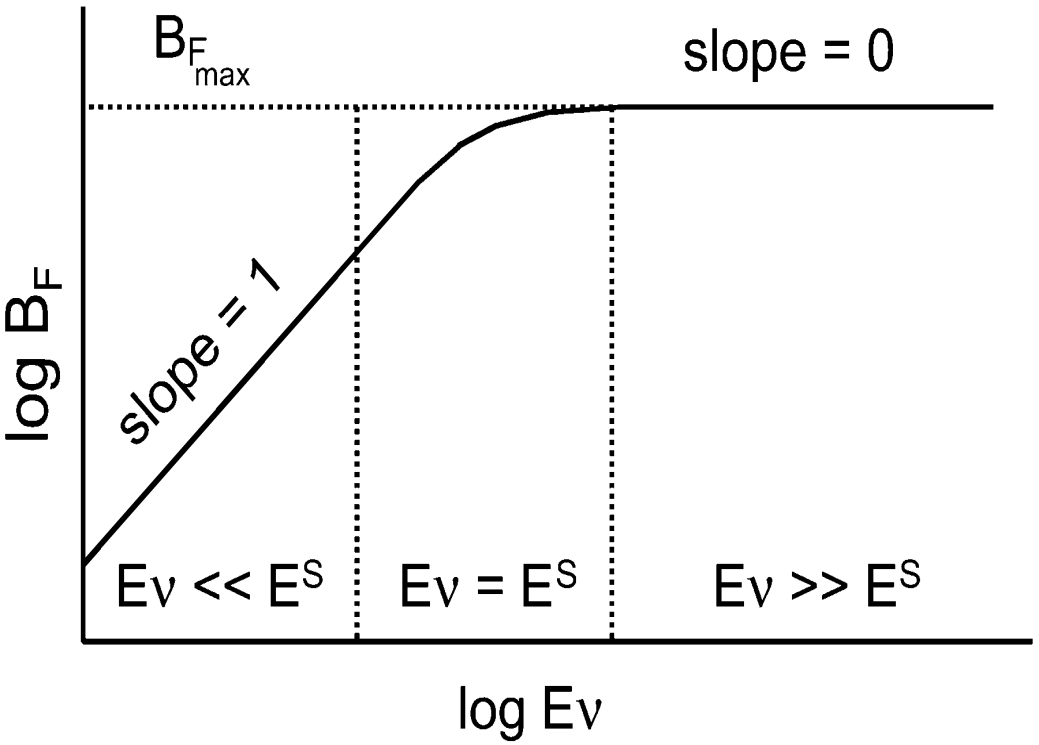 B_F_max
slope = 0
log B_F
slope = 1
Eν << E^S
Eν = E^S
Eν >> E^S
log Eν